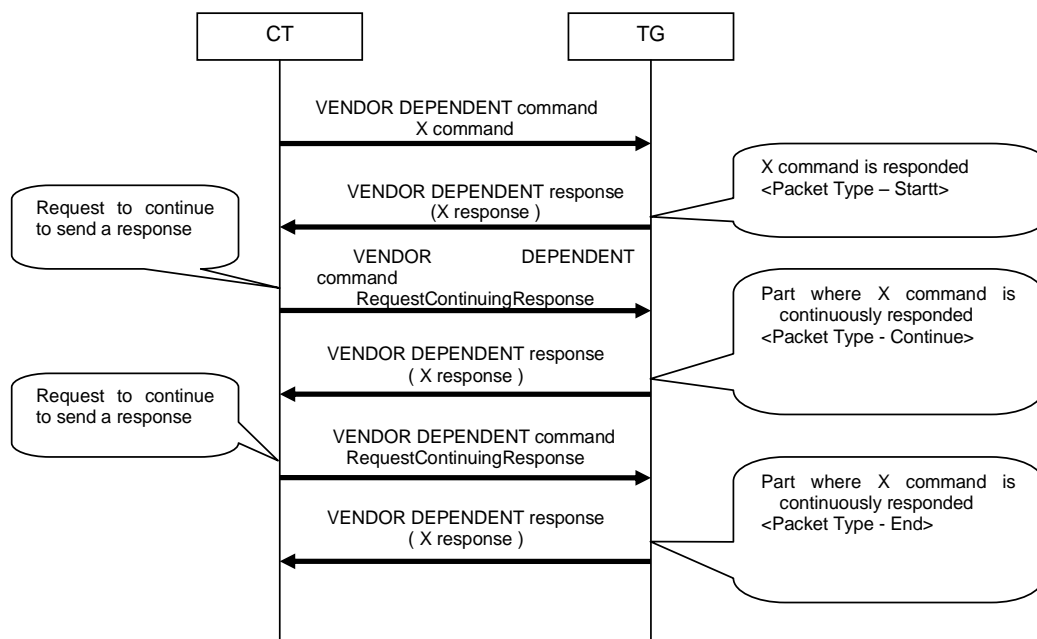 CT
TG
VENDOR DEPENDENT command
X command
X command is responded
<Packet Type – Startt>
VENDOR DEPENDENT response
(X response )
Request to continue
to send a response
VENDOR DEPENDENT
command
RequestContinuingResponse
Part where X command is
continuously responded
<Packet Type - Continue>
VENDOR DEPENDENT response
( X response )
Request to continue
to send a response
VENDOR DEPENDENT command
RequestContinuingResponse
Part where X command is
continuously responded
<Packet Type - End>
VENDOR DEPENDENT response
( X response )